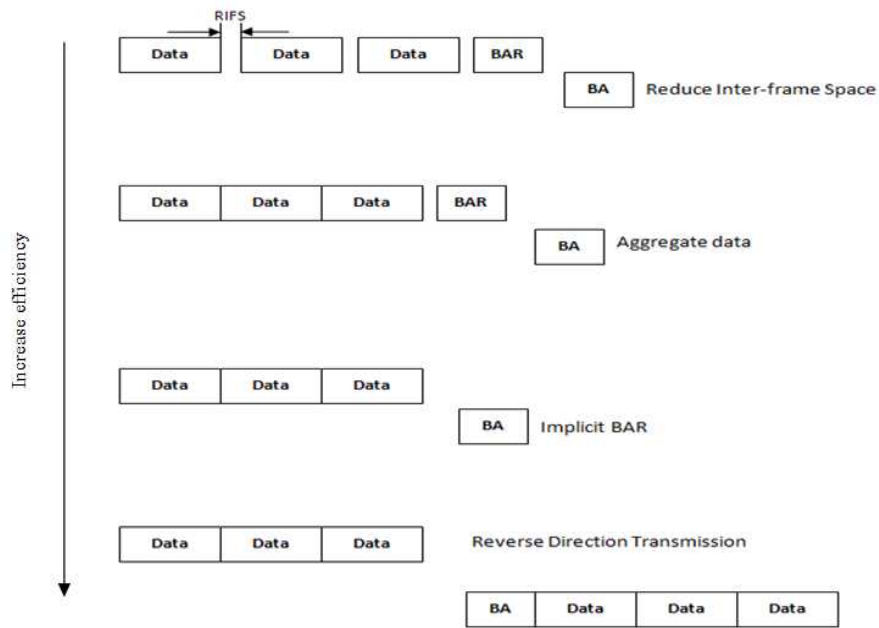 RIFS
Data Data Data BAR
BA Reduce Inter-frame Space
Data Data Data BAR
BA Aggregate data
Increase efficiency
Data Data Data
BA Implicit BAR
Data Data Data Reverse Direction Transmission
BA Data Data Data